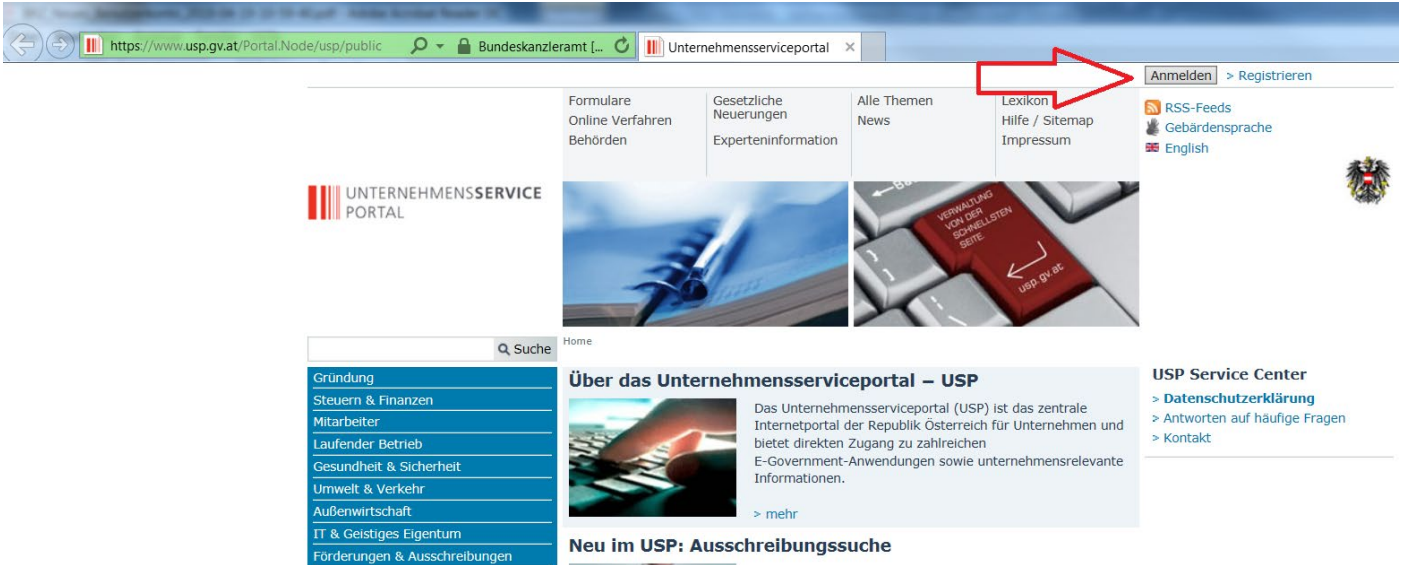 https://www.usp.gv.at/Portal.Node/usp/public
Bundeskanzleramt [...
Unternehmensserviceportal
Anmelden > Registrieren
Formulare
Online Verfahren
Behörden
Gesetzliche
Neuerungen
Experteninformation
Alle Themen
News
Lexikon
Hilfe / Sitemap
Impressum
RSS-Feeds
Gebärdensprache
English
UNTERNEHMENSSERVICE
PORTAL
VERWALTUNG
VON DER
SCHNELLSTEN
SEITE.
usp.gv.at
Suche
Home
Gründung
Steuern & Finanzen
Mitarbeiter
Laufender Betrieb
Gesundheit & Sicherheit
Umwelt & Verkehr
Außenwirtschaft
IT & Geistiges Eigentum
Förderungen & Ausschreibungen
Über das Unternehmensserviceportal – USP
Das Unternehmensserviceportal (USP) ist das zentrale
Internetportal der Republik Österreich für Unternehmen und
bietet direkten Zugang zu zahlreichen
E-Government-Anwendungen sowie unternehmensrelevante
Informationen.
> mehr
Neu im USP: Ausschreibungssuche
USP Service Center
> Datenschutzerklärung
> Antworten auf häufige Fragen
> Kontakt